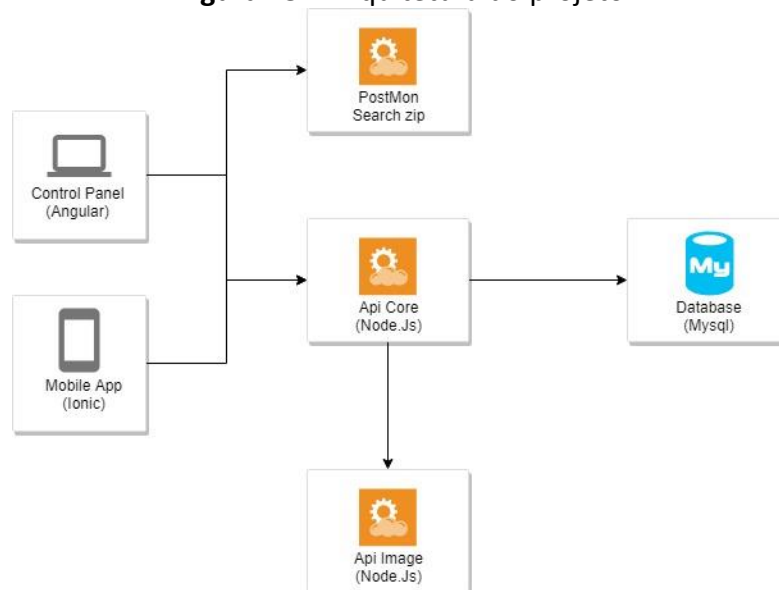 PostMon
Search zip
Control Panel
(Angular)
Api Core
(Node.Js)
My
Database
(Mysql)
Mobile App
(Ionic)
Api Image
(Node.Js)